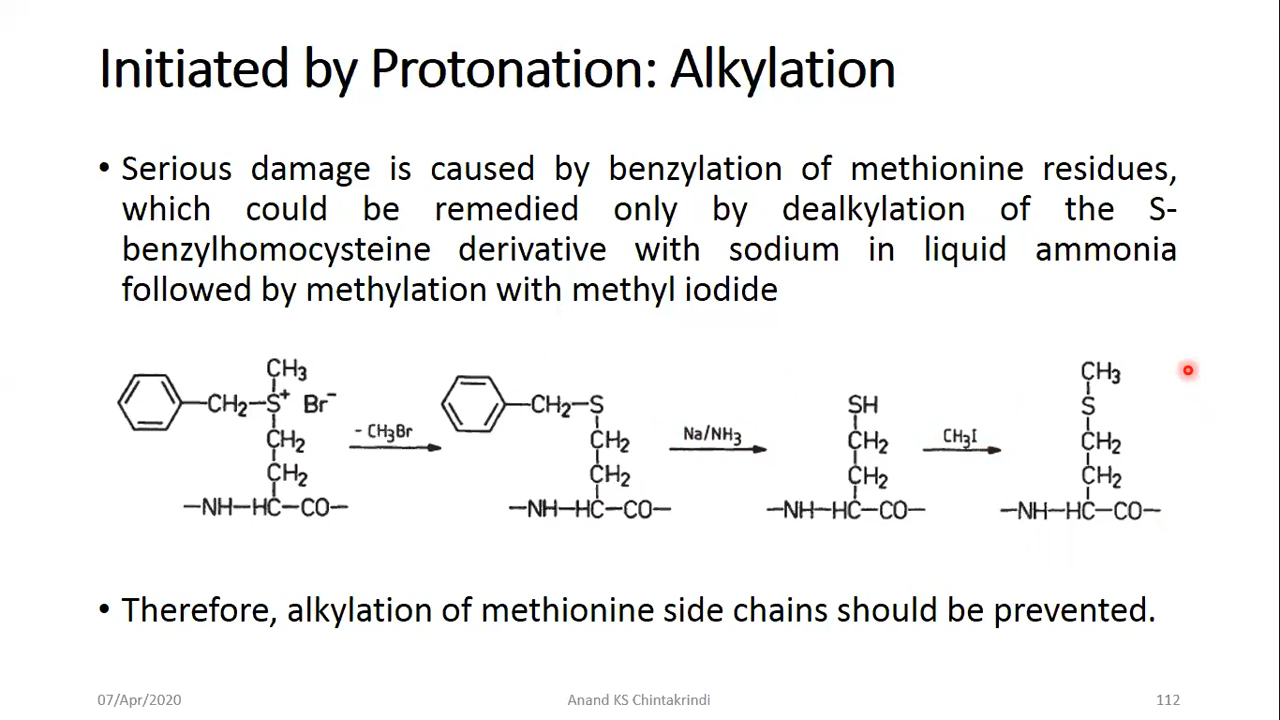 Initiated by Protonation: Alkylation
• Serious damage is caused by benzylation of methionine residues,
which could be remedied only by dealkylation of the S-
benzylhomocysteine derivative with sodium in liquid ammonia
followed by methylation with methyl iodide
CH3
CH2–S+ Br−
CH2
CH2
–NH–HC–CO–
- CH3Br
CH2–S
CH2
CH2
–NH–HC–CO–
Na/NH3
SH
CH2
CH2
–NH–HC–CO–
CH3I
CH3
S
CH2
CH2
–NH–HC–CO–
• Therefore, alkylation of methionine side chains should be prevented.
07/Apr/2020
Anand KS Chintakrindi
112